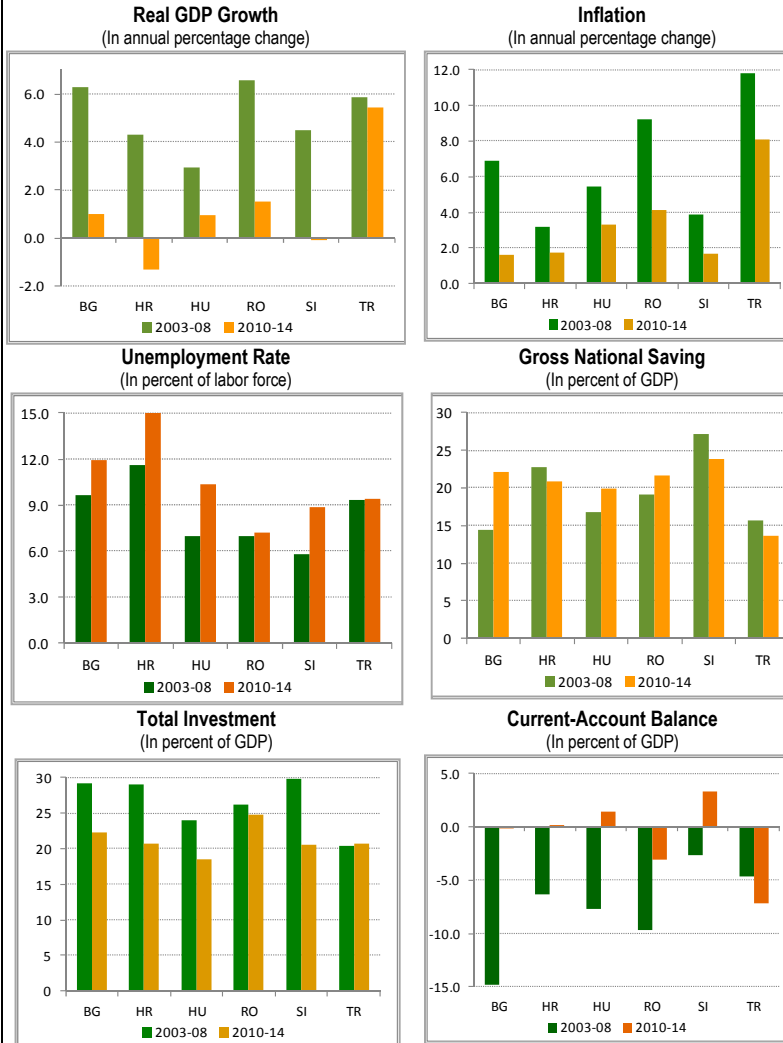 Real GDP Growth
(In annual percentage change)
6.0
4.0
2.0
0.0
-2.0
BG HR HU RO SI TR
2003-08 2010-14
Inflation
(In annual percentage change)
12.0
10.0
8.0
6.0
4.0
2.0
0.0
BG HR HU RO SI TR
2003-08 2010-14
Unemployment Rate
(In percent of labor force)
15.0
12.0
9.0
6.0
3.0
0.0
BG HR HU RO SI TR
2003-08 2010-14
Gross National Saving
(In percent of GDP)
30
25
20
15
10
5
0
BG HR HU RO SI TR
2003-08 2010-14
Total Investment
(In percent of GDP)
30
25
20
15
10
5
0
BG HR HU RO SI TR
2003-08 2010-14
Current-Account Balance
(In percent of GDP)
5.0
0.0
-5.0
-10.0
-15.0
BG HR HU RO SI TR
2003-08 2010-14